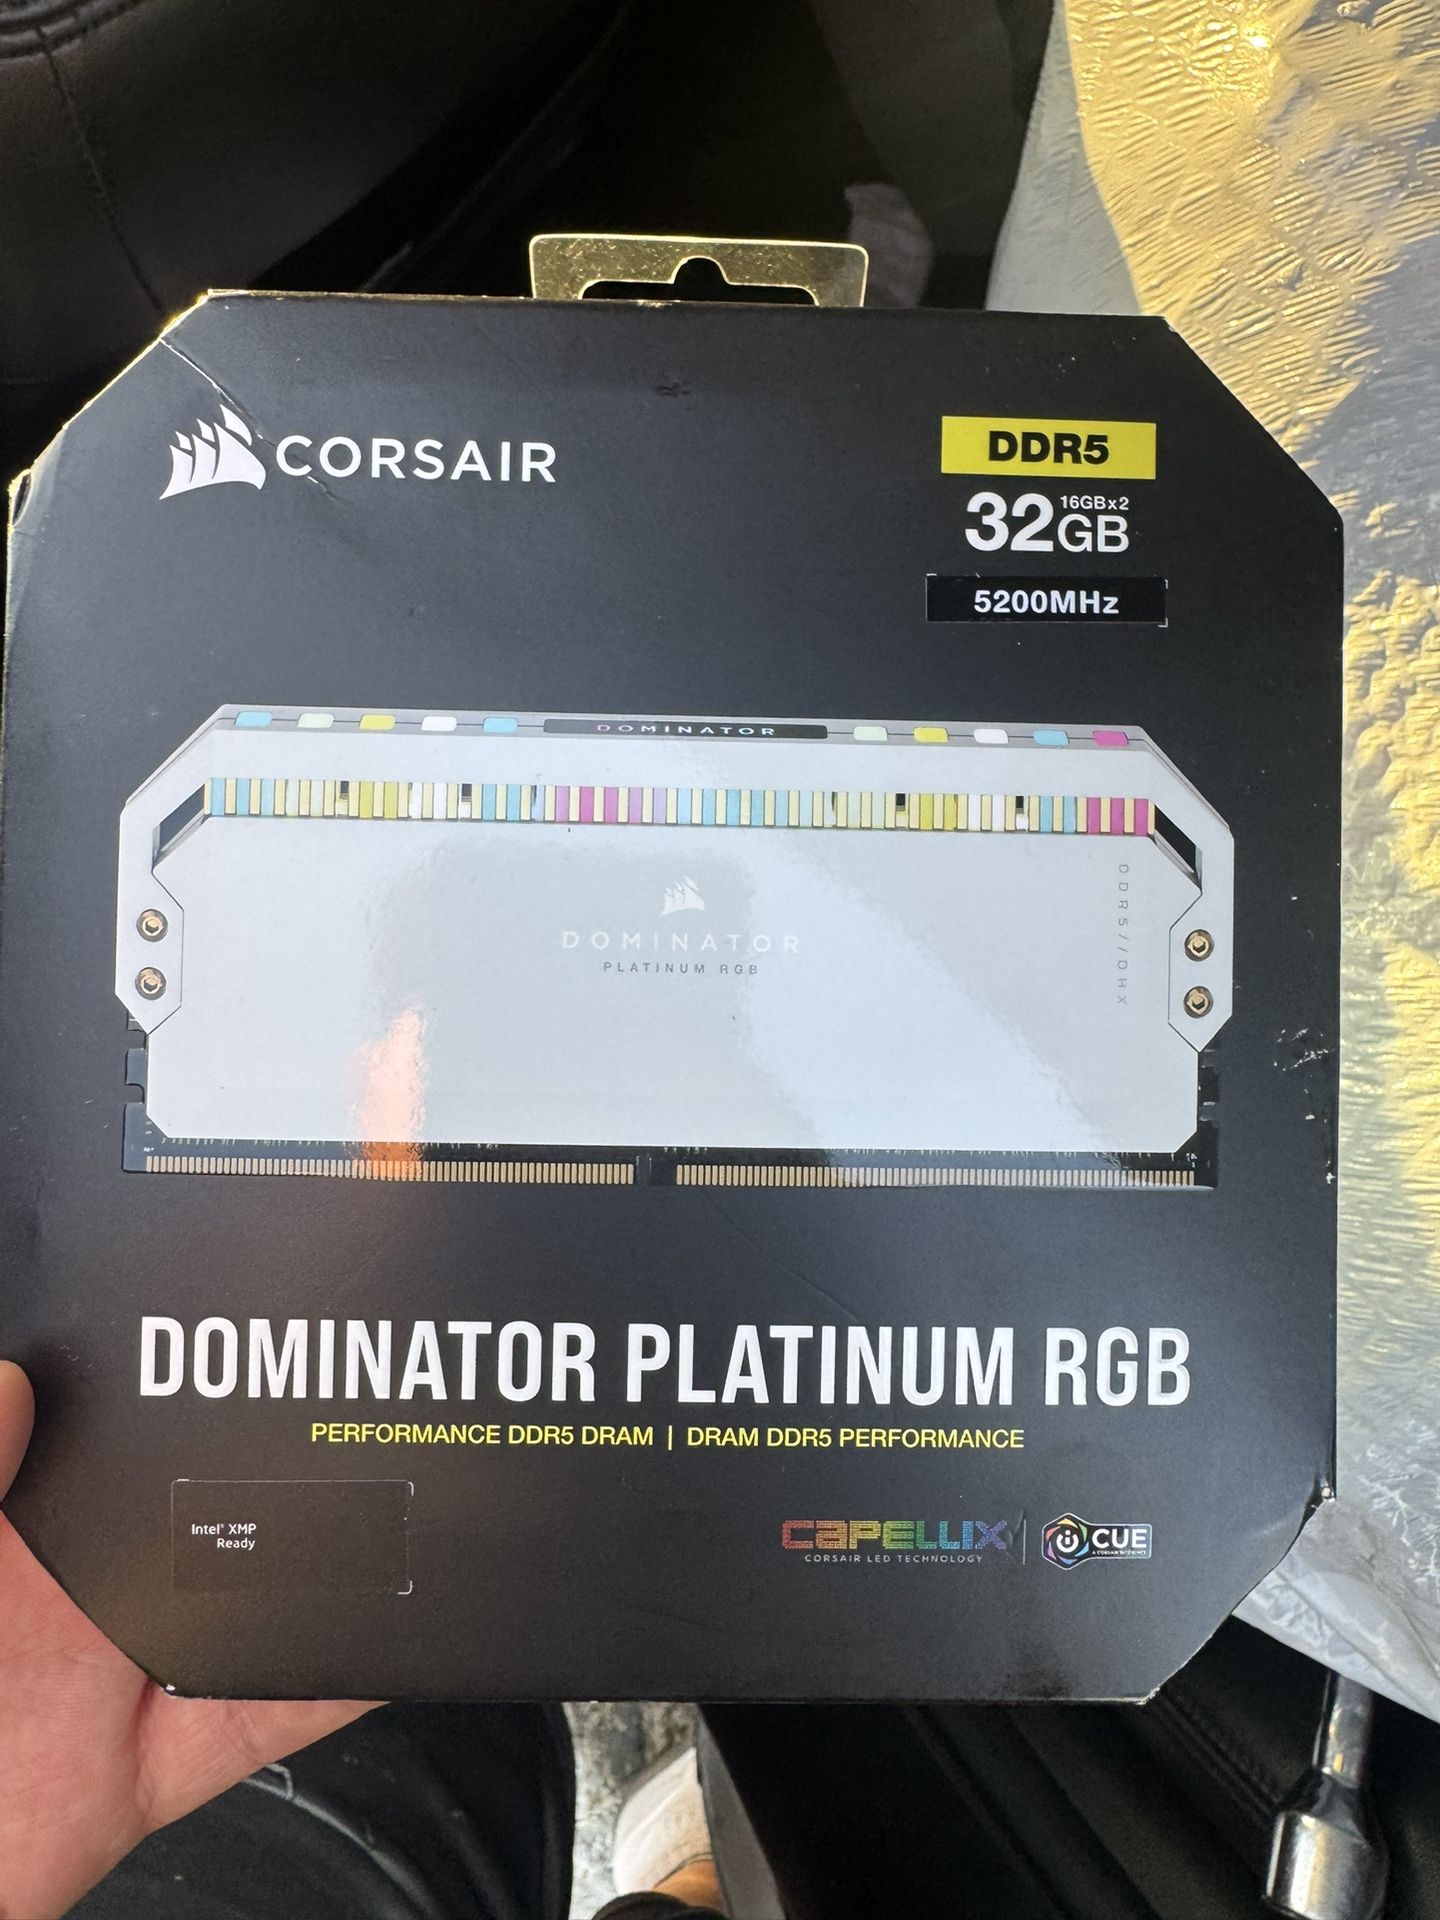 CORSAIR
DDR5
16GBx2
32GB
5200MHz
DOMINATOR
DDR5//DHX
DOMINATOR
PLATINUM RGB
DOMINATOR PLATINUM RGB
PERFORMANCE DDR5 DRAM | DRAM DDR5 PERFORMANCE
Intel® XMP
Ready
CAPELLIX
CORSAIR LED TECHNOLOGY
iCUE